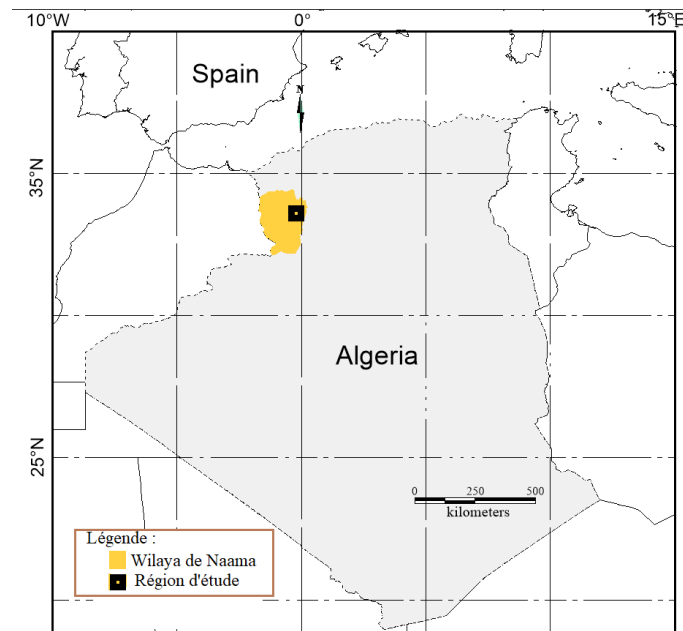 10°W 0° 15°E
Spain
N
35°N
Algeria
25°N
0 250 500
kilometers
Légende :
Wilaya de Naama
Région d'étude